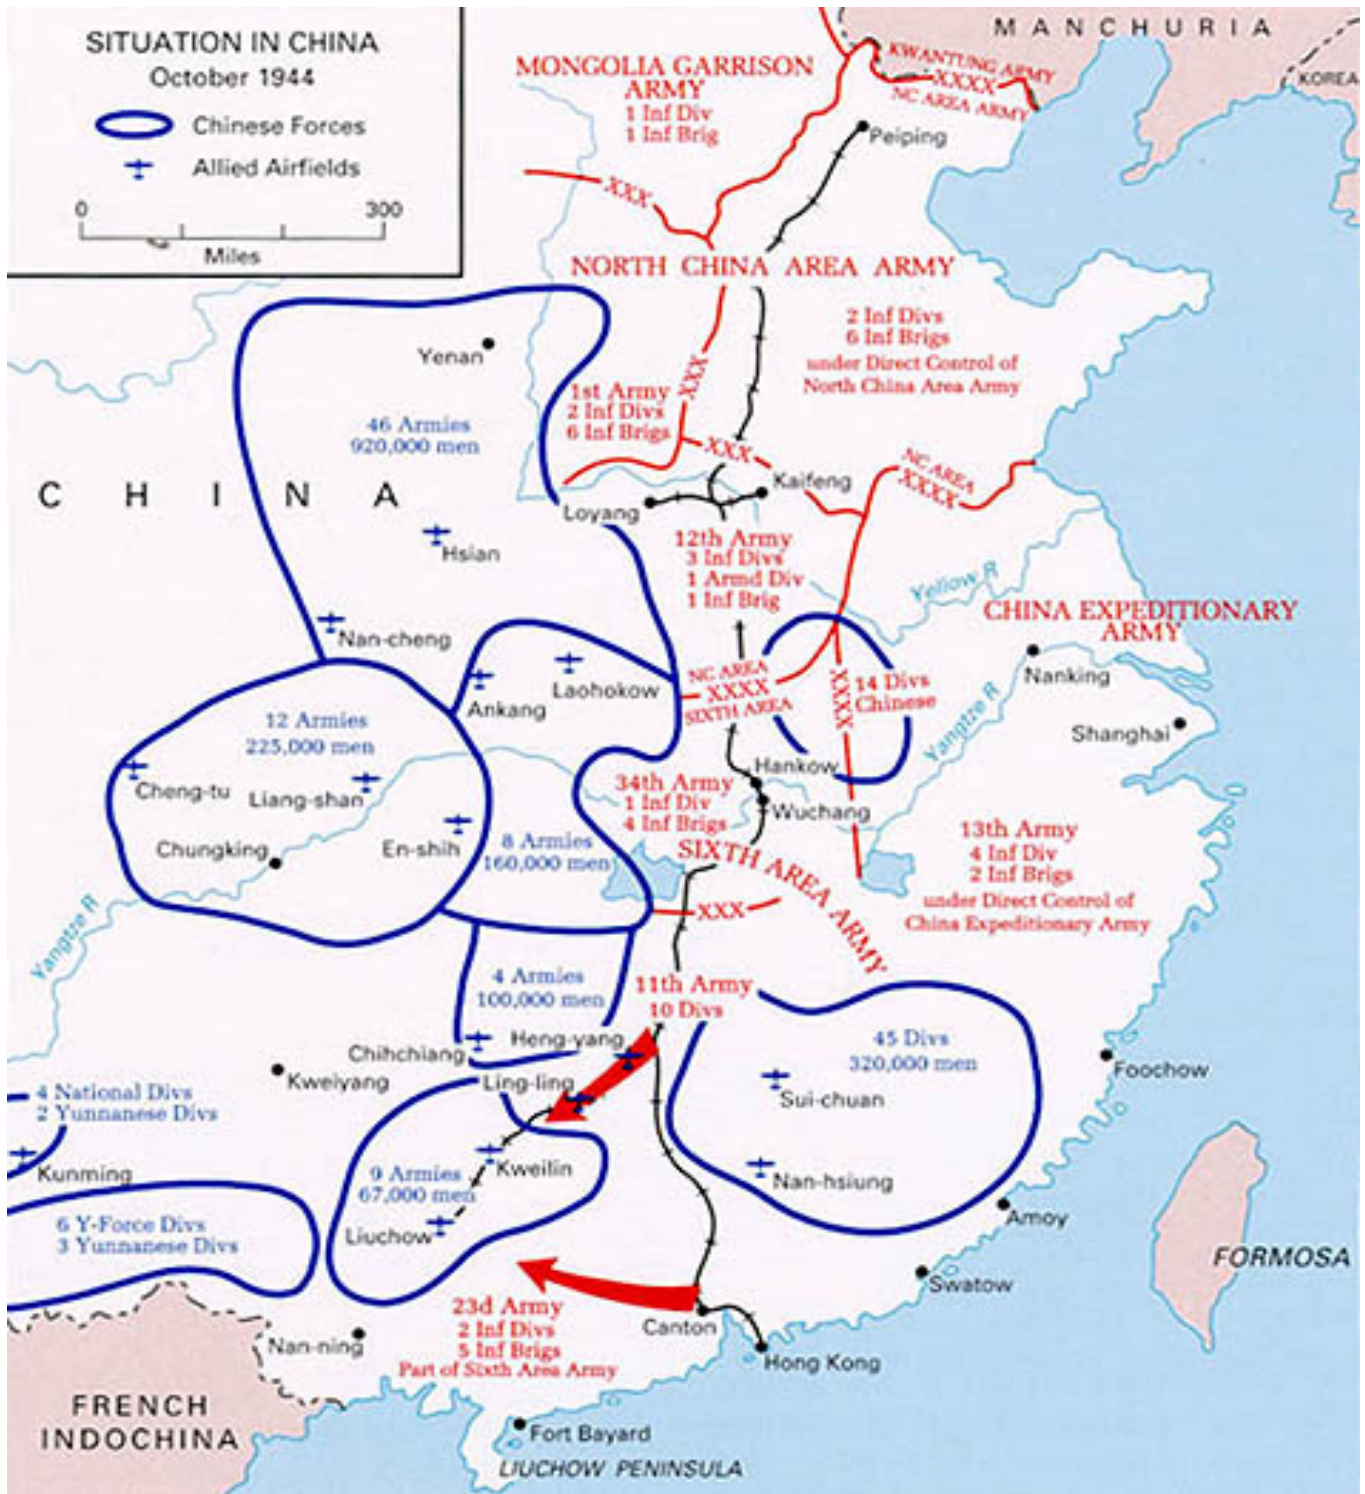 SITUATION IN CHINA
October 1944
Chinese Forces
Allied Airfields
0 300
Miles
MANCHURIA
KOREA
KWANTUNG ARMY
XXXX
NC AREA ARMY
MONGOLIA GARRISON
ARMY
1 Inf Div
1 Inf Brig
Peiping
XXX
NORTH CHINA AREA ARMY
2 Inf Divs
6 Inf Brigs
under Direct Control of
North China Area Army
Yenan
XXX
1st Army
2 Inf Divs
6 Inf Brigs
46 Armies
920,000 men
XXX
NC AREA
XXXX
CHINA
Kaifeng
Loyang
Hsian
12th Army
3 Inf Divs
1 Armd Div
1 Inf Brig
Yellow R
CHINA EXPEDITIONARY
ARMY
Nan-cheng
Nanking
NC AREA
XXXX
SIXTH AREA
XXXX
14 Divs
Chinese
Laohokow
Ankang
Yangtze R
Shanghai
12 Armies
225,000 men
Cheng-tu
Liang-shan
Hankow
34th Army
1 Inf Div
4 Inf Brigs
Wuchang
Chungking
En-shih
8 Armies
160,000 men
SIXTH AREA ARMY
13th Army
4 Inf Div
2 Inf Brigs
under Direct Control of
China Expeditionary Army
XXX
Yangtze R
4 Armies
100,000 men
11th Army
10 Divs
Chihchiang
Heng-yang
45 Divs
320,000 men
Foochow
Kweiyang
Ling-ling
Sui-chuan
4 National Divs
2 Yunnanese Divs
Kunming
9 Armies
67,000 men
Kweilin
Nan-hsiung
Amoy
6 Y-Force Divs
3 Yunnanese Divs
Liuchow
FORMOSA
Swatow
23d Army
2 Inf Divs
5 Inf Brigs
Part of Sixth Area Army
Canton
Nan-ning
Hong Kong
FRENCH
INDOCHINA
Fort Bayard
LIUCHOW PENINSULA